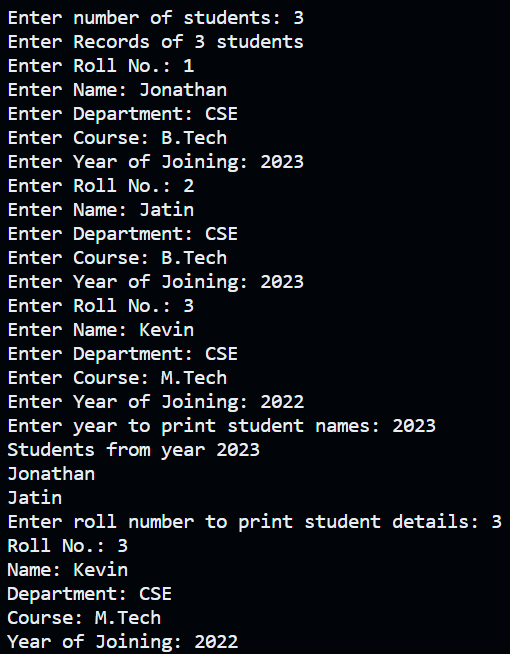 Enter number of students: 3
Enter Records of 3 students
Enter Roll No.: 1
Enter Name: Jonathan
Enter Department: CSE
Enter Course: B.Tech
Enter Year of Joining: 2023
Enter Roll No.: 2
Enter Name: Jatin
Enter Department: CSE
Enter Course: B.Tech
Enter Year of Joining: 2023
Enter Roll No.: 3
Enter Name: Kevin
Enter Department: CSE
Enter Course: M.Tech
Enter Year of Joining: 2022
Enter year to print student names: 2023
Students from year 2023
Jonathan
Jatin
Enter roll number to print student details: 3
Roll No.: 3
Name: Kevin
Department: CSE
Course: M.Tech
Year of Joining: 2022